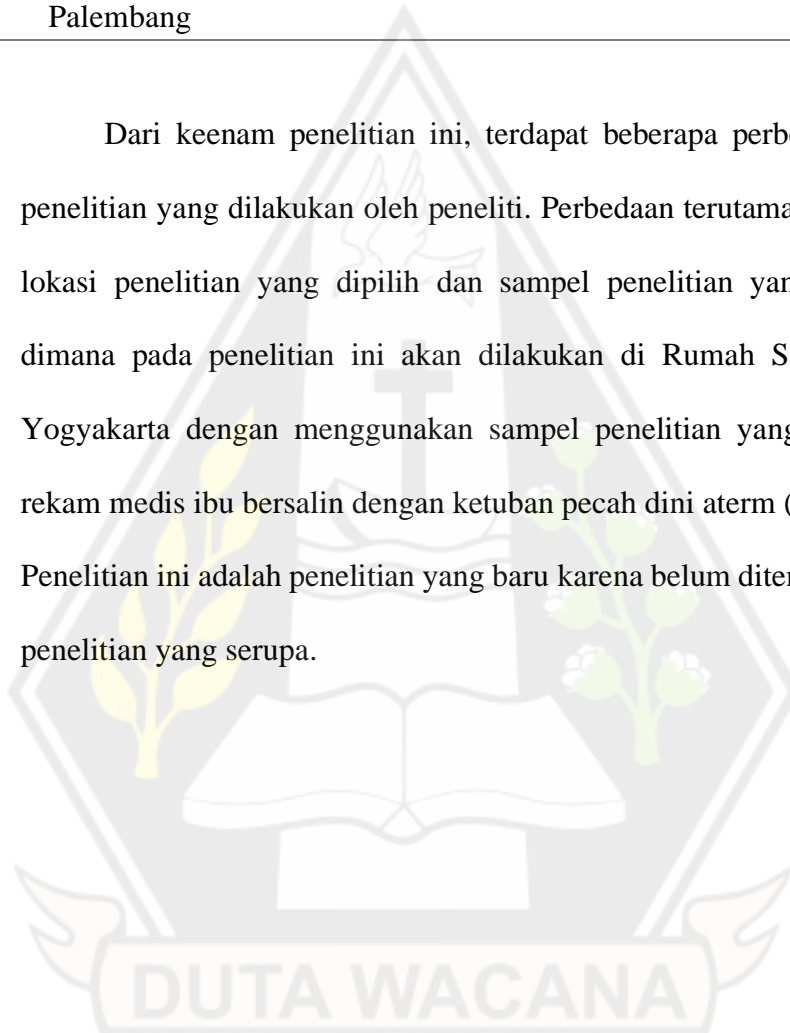 Palembang
Dari keenam penelitian ini, terdapat beberapa
penelitian yang dilakukan oleh peneliti. Perbedaan terutama
lokasi penelitian yang dipilih dan sampel penelitian
dimana pada penelitian ini akan dilakukan di Rumah
Yogyakarta dengan menggunakan sampel penelitian yang
rekam medis ibu bersalin dengan ketuban pecah dini aterm (
Penelitian ini adalah penelitian yang baru karena belum
penelitian yang serupa.
DUTA WACANA